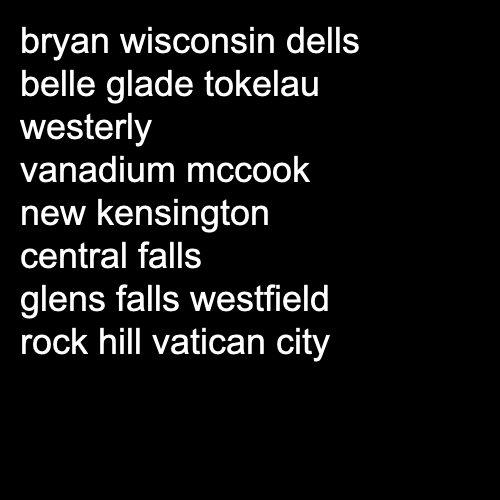 bryan wisconsin dells
belle glade tokelau
westerly
vanadium mccook
new kensington
central falls
glens falls westfield
rock hill vatican city